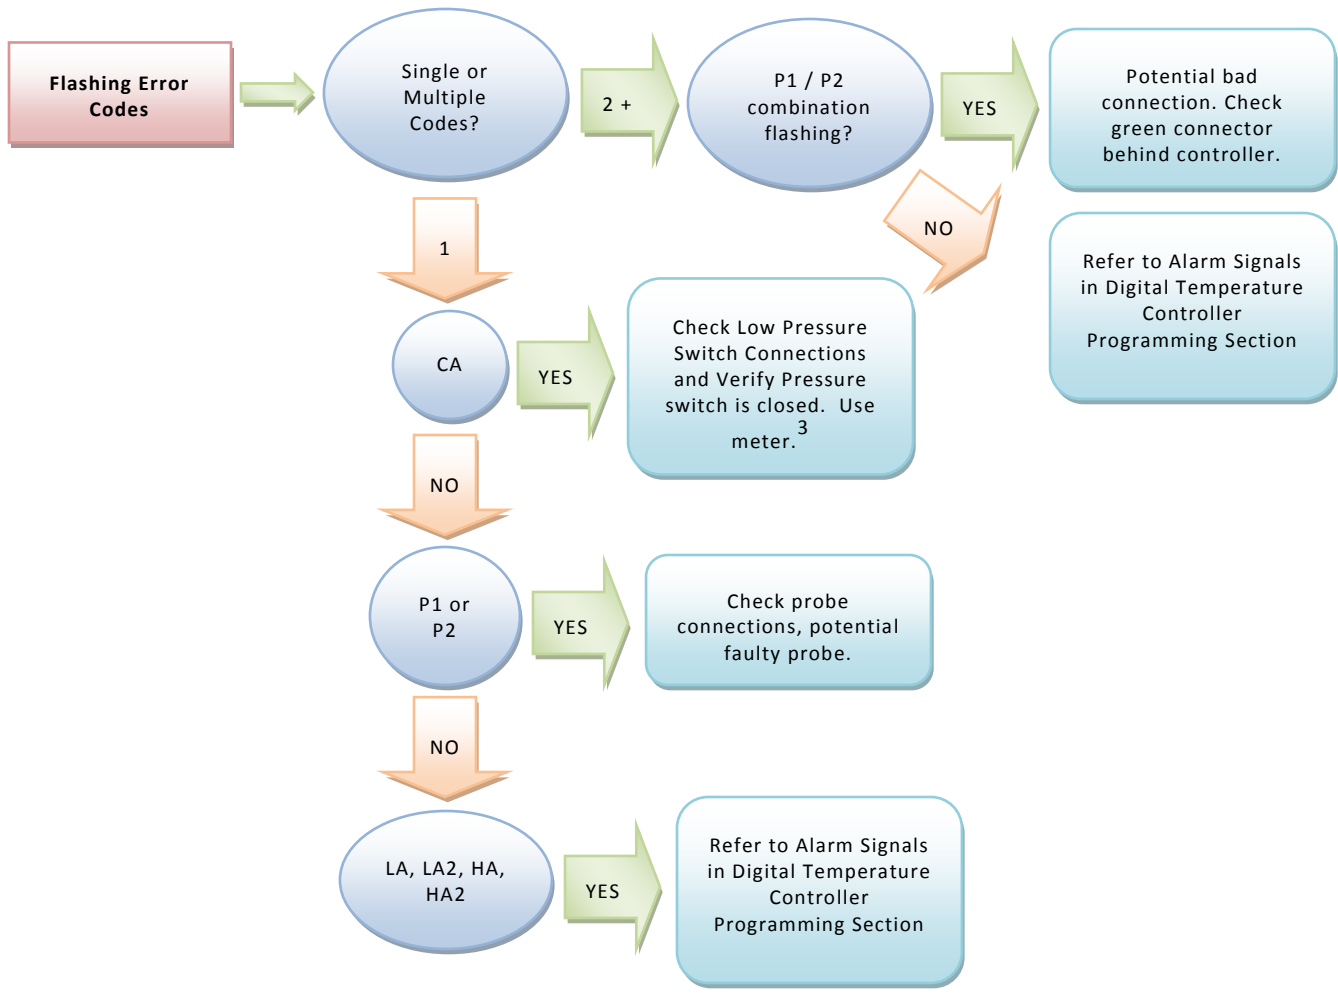 Flashing Error
Codes
Single or
Multiple
Codes?
2 +
P1 / P2
combination
flashing?
YES
Potential bad
connection. Check
green connector
behind controller.
NO
Refer to Alarm Signals
in Digital Temperature
Controller
Programming Section
1
CA
YES
Check Low Pressure
Switch Connections
and Verify Pressure
switch is closed.  Use
meter.3
NO
P1 or
P2
YES
Check probe
connections, potential
faulty probe.
NO
LA, LA2, HA,
HA2
YES
Refer to Alarm Signals
in Digital Temperature
Controller
Programming Section